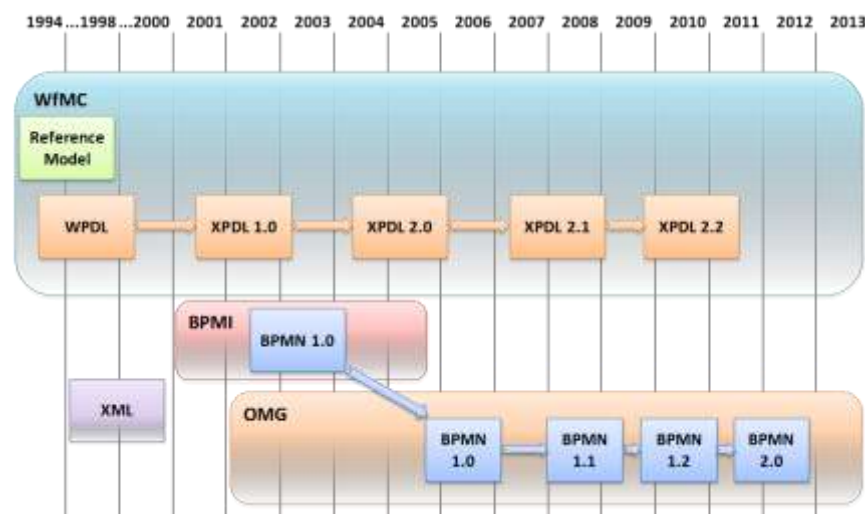 1994 ...1998 ...2000 2001 2002 2003 2004 2005 2006 2007 2008 2009 2010 2011 2012 2013
WfMC
Reference
Model
WPDL XPDL 1.0 XPDL 2.0 XPDL 2.1 XPDL 2.2
BPMI
BPMN 1.0
XML
OMG
BPMN BPMN BPMN BPMN
1.0 1.1 1.2 2.0